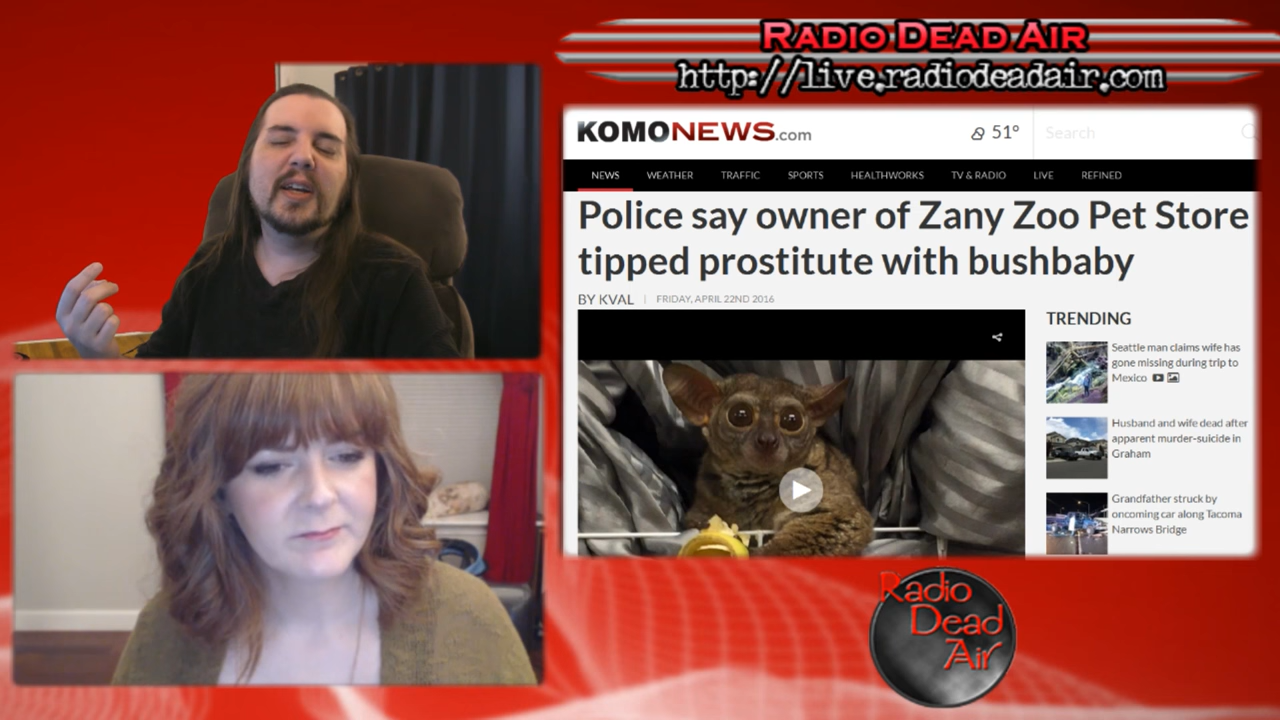 RADIO DEAD AIR
http://live.radiodeadair.com
KOMONEWS.com
51°
Search
NEWS WEATHER TRAFFIC SPORTS HEALTHWORKS TV & RADIO LIVE REFINED
Police say owner of Zany Zoo Pet Store
tipped prostitute with bushbaby
BY KVAL | FRIDAY, APRIL 22ND 2016
TRENDING
Seattle man claims wife has
gone missing during trip to
Mexico
Husband and wife dead after
apparent murder-suicide in
Graham
Grandfather struck by
oncoming car along Tacoma
Narrows Bridge
Radio
Dead
Air